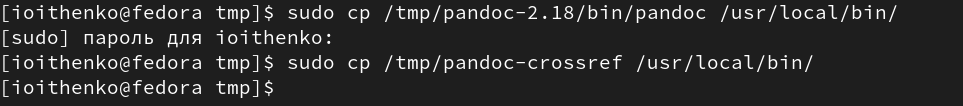 [ioithenko@fedora tmp]$ sudo cp /tmp/pandoc-2.18/bin/pandoc /usr/local/bin/
[sudo] пароль для ioithenko:
[ioithenko@fedora tmp]$ sudo cp /tmp/pandoc-crossref /usr/local/bin/
[ioithenko@fedora tmp]$